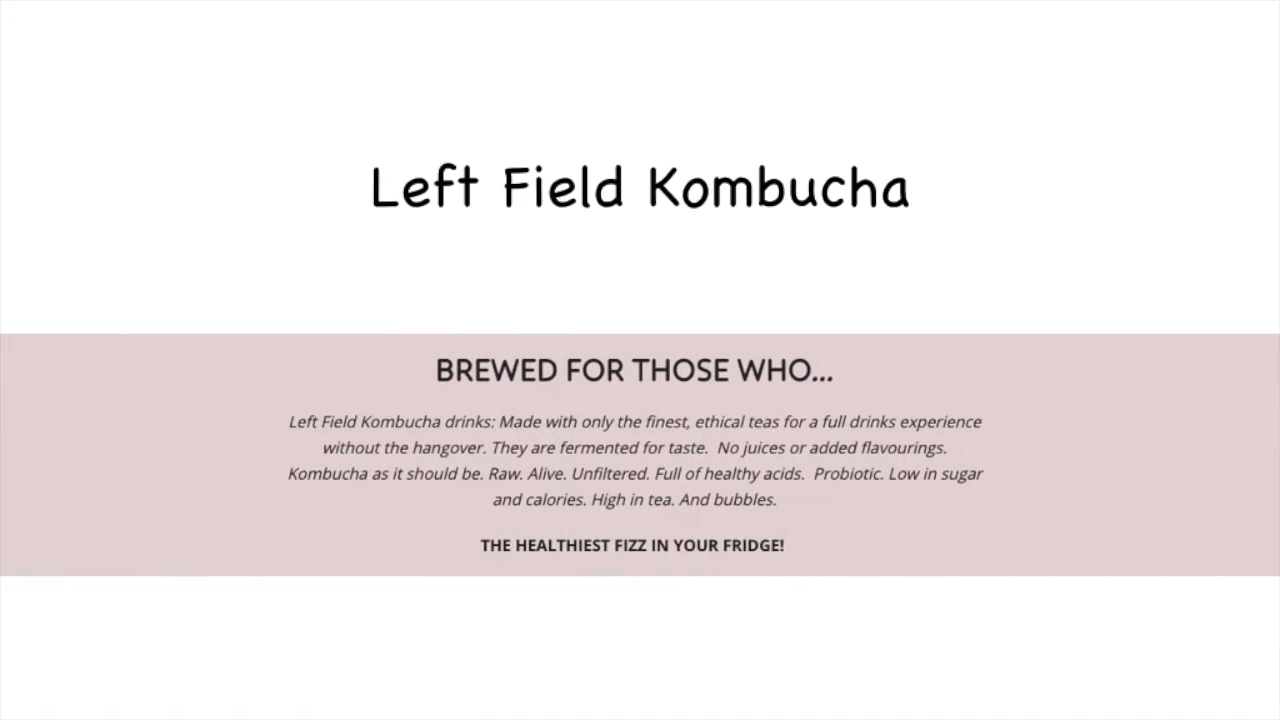 Left Field Kombucha
BREWED FOR THOSE WHO...
Left Field Kombucha drinks: Made with only the finest, ethical teas for a full drinks experience
without the hangover. They are fermented for taste.  No juices or added flavourings.
Kombucha as it should be. Raw. Alive. Unfiltered. Full of healthy acids.  Probiotic. Low in sugar
and calories. High in tea. And bubbles.
THE HEALTHIEST FIZZ IN YOUR FRIDGE!